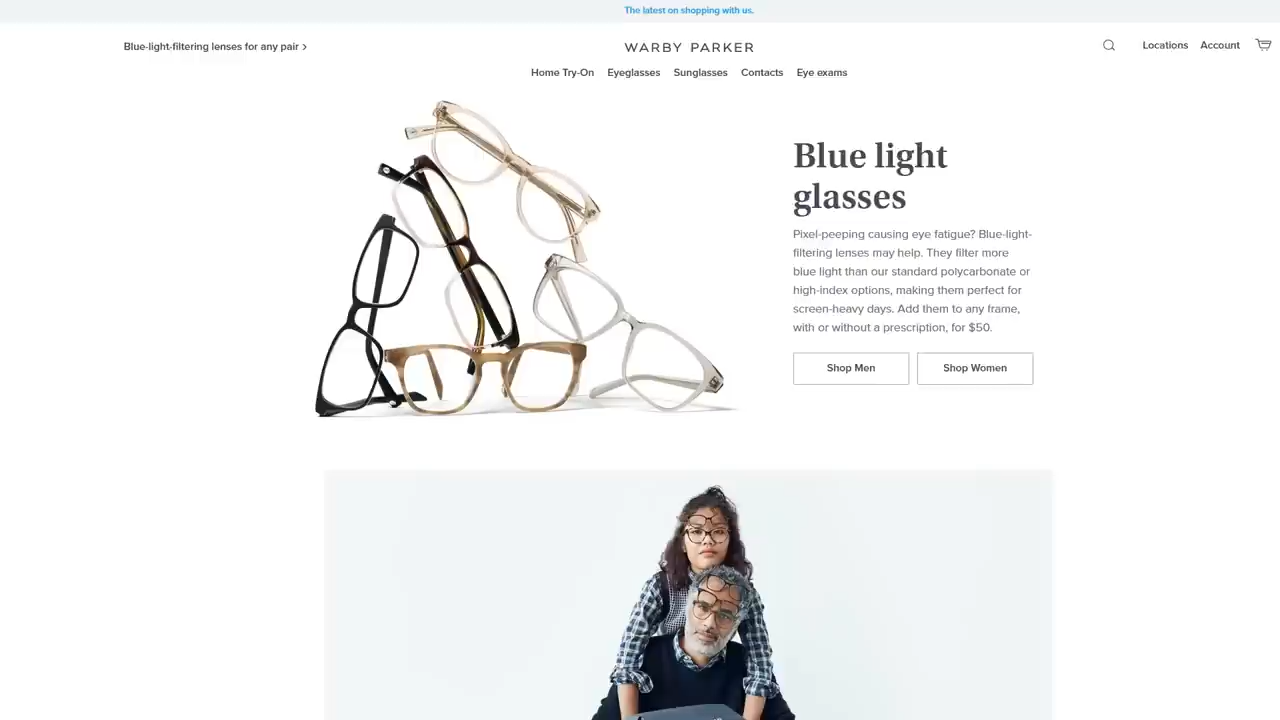 The latest on shopping with us.
Blue-light-filtering lenses for any pair >
WARBY PARKER
Locations
Account
Home Try-On
Eyeglasses
Sunglasses
Contacts
Eye exams
Blue light
glasses
Pixel-peeping causing eye fatigue? Blue-light-
filtering lenses may help. They filter more
blue light than our standard polycarbonate or
high-index options, making them perfect for
screen-heavy days. Add them to any frame,
with or without a prescription, for $50.
Shop Men
Shop Women